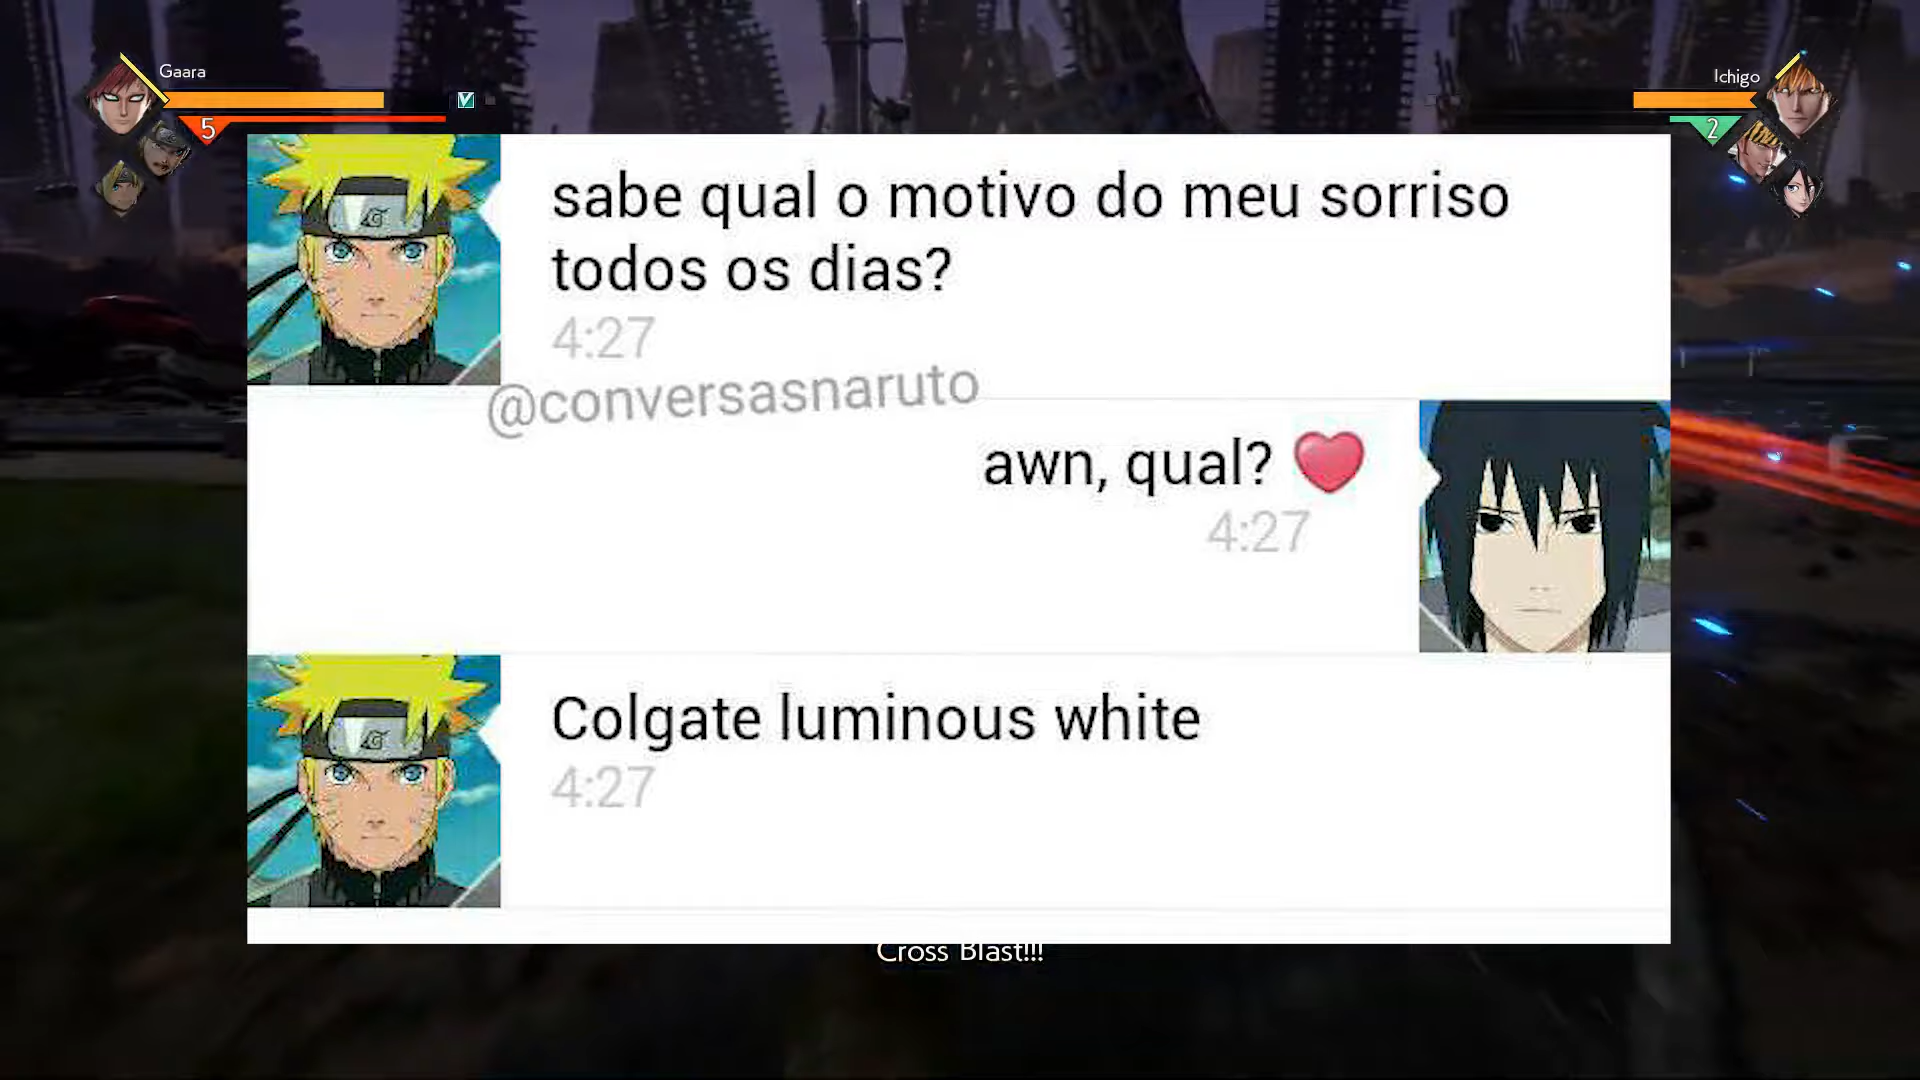 Gaara
Ichigo
5
2
sabe qual o motivo do meu sorriso
todos os dias?
4:27
@conversasnaruto
awn, qual? ❤️
4:27
Colgate luminous white
4:27
Cross Blast!!!